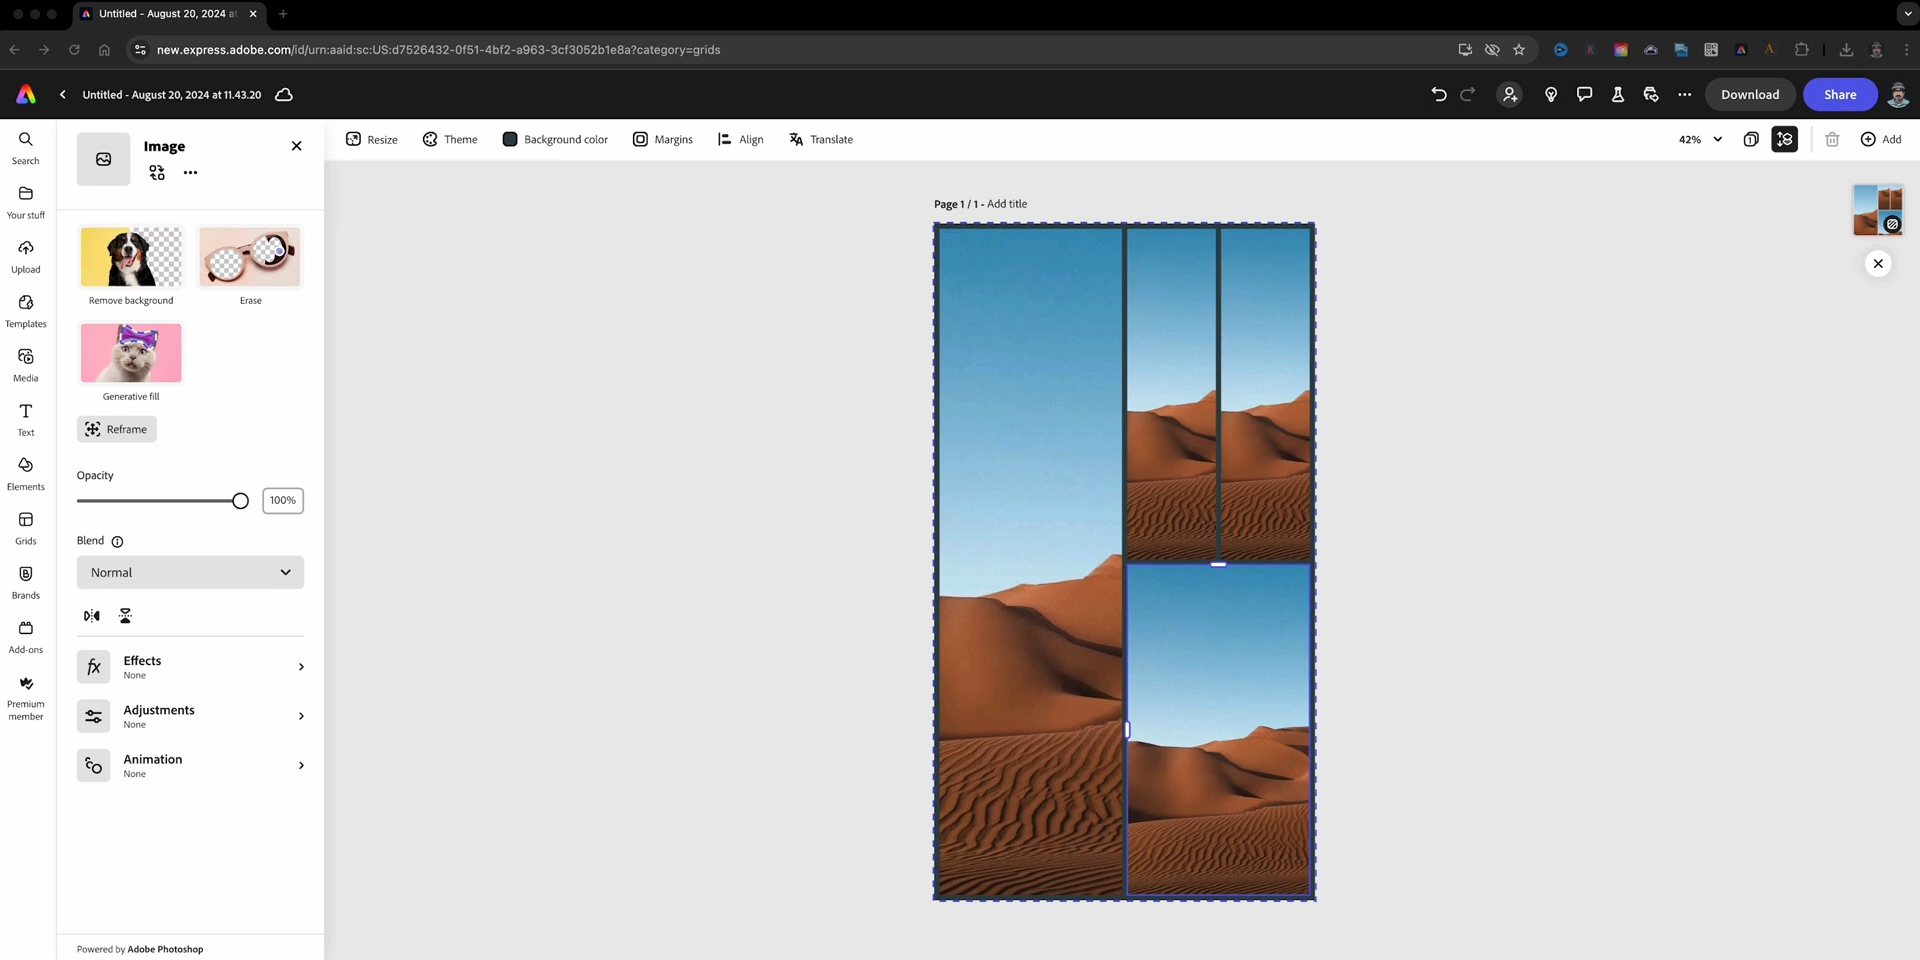 Untitled - August 20, 2024 at
new.express.adobe.com/id/urn:aaid:sc:US:d7526432-0f51-4bf2-a963-3cf3052b1e8a?category=grids
Untitled - August 20, 2024 at 11.43.20
Download
Share
Search
Your stuff
Upload
Templates
Media
Text
Elements
Grids
Brands
Add-ons
Premium
member
Image
Remove background
Erase
Generative fill
Reframe
Opacity
100%
Blend
Normal
Effects
None
Adjustments
None
Animation
None
Powered by Adobe Photoshop
Resize
Theme
Background color
Margins
Align
Translate
42%
1
Add
Page 1 / 1 - Add title